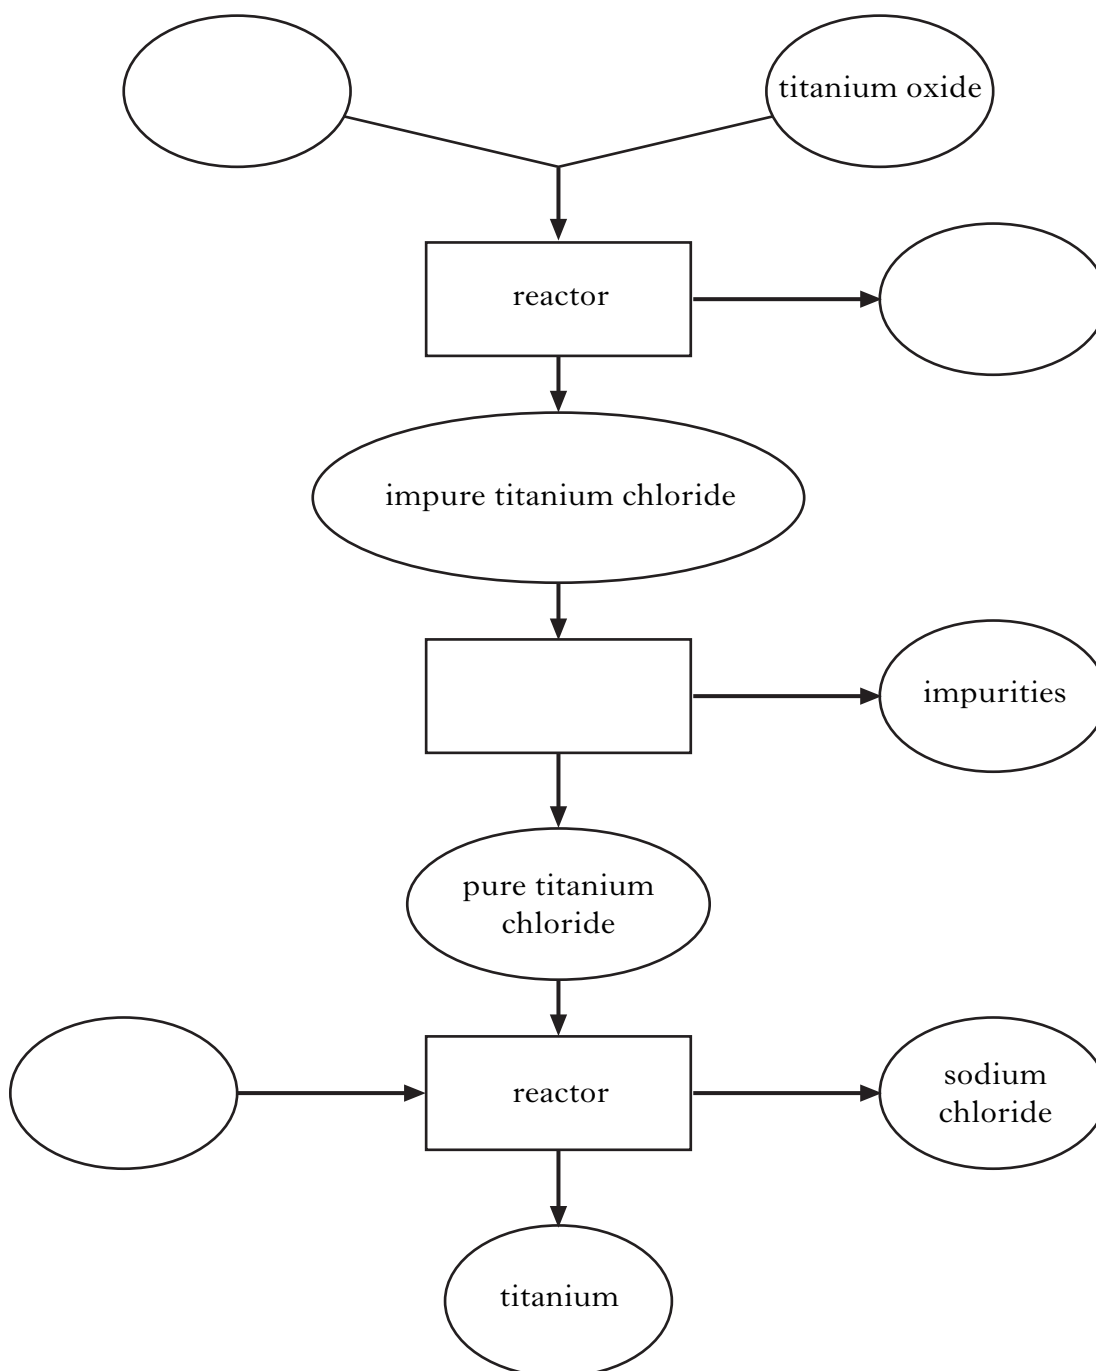 titanium oxide
reactor
impure titanium chloride
impurities
pure titanium
chloride
reactor
sodium
chloride
titanium